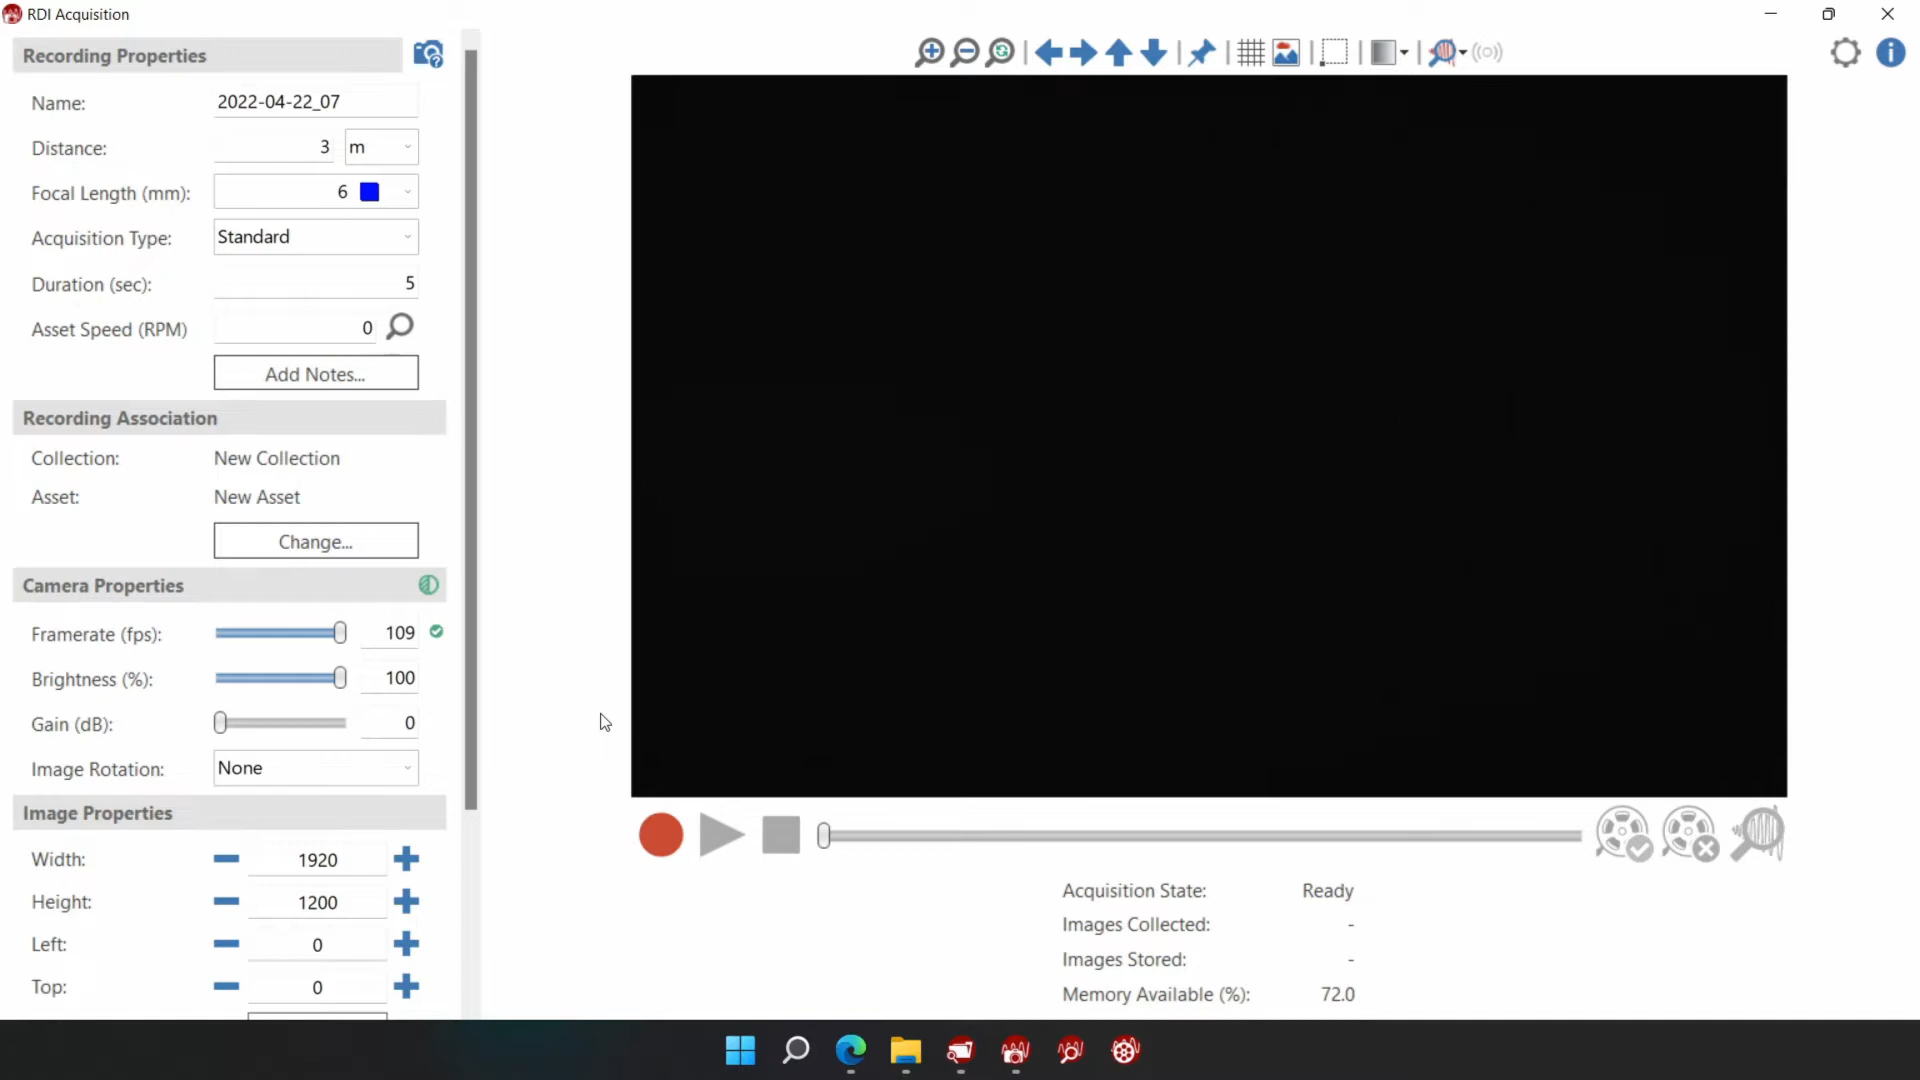 RDI Acquisition
Recording Properties
Name: 2022-04-22_07
Distance: 3 m
Focal Length (mm): 6
Acquisition Type: Standard
Duration (sec): 5
Asset Speed (RPM) 0
Add Notes...
Recording Association
Collection: New Collection
Asset: New Asset
Change...
Camera Properties
Framerate (fps): 109
Brightness (%): 100
Gain (dB): 0
Image Rotation: None
Image Properties
Width: 1920
Height: 1200
Left: 0
Top: 0
Acquisition State: Ready
Images Collected: -
Images Stored: -
Memory Available (%): 72.0